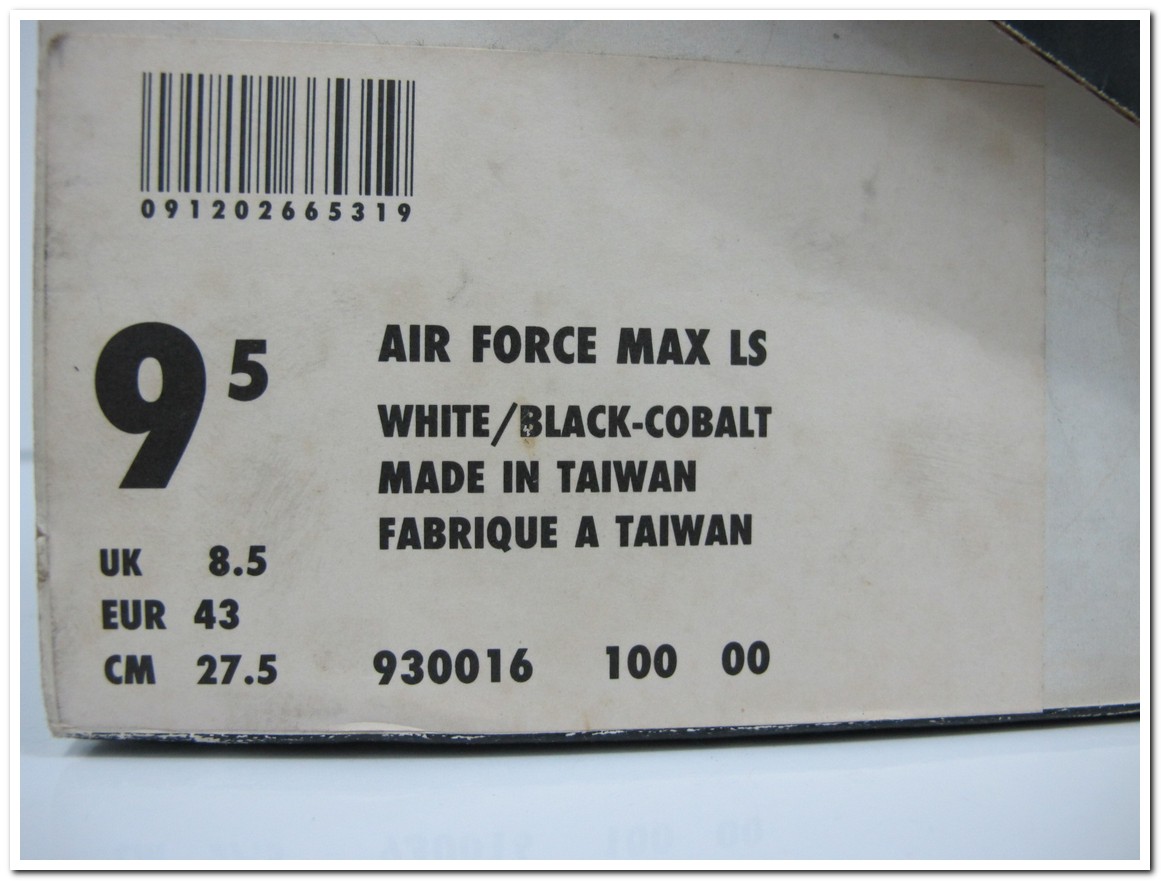 091202665319
9 5
AIR FORCE MAX LS
WHITE/BLACK-COBALT
MADE IN TAIWAN
FABRIQUE A TAIWAN
UK 8.5
EUR 43
CM 27.5
930016 100 00